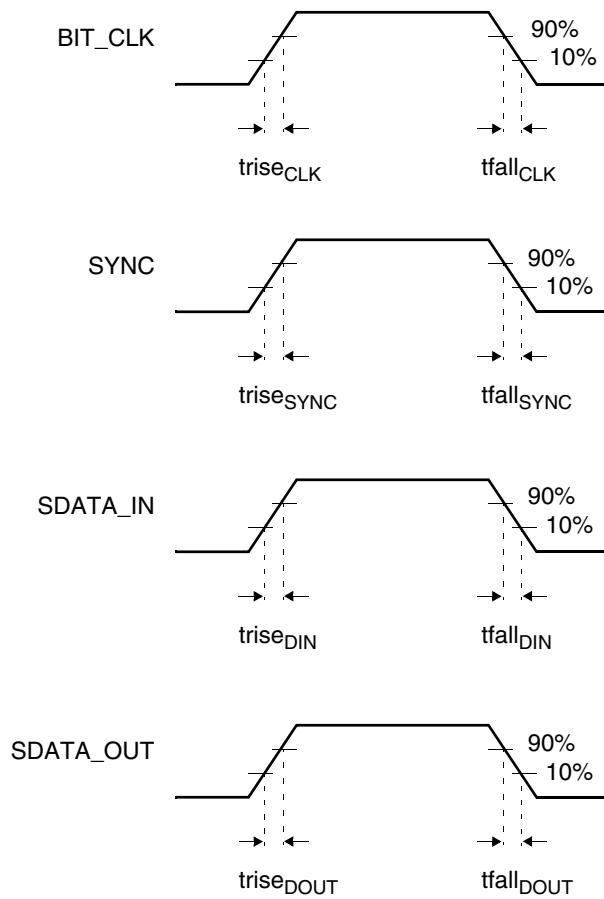 BIT_CLK
90%
10%
trise_CLK tfall_CLK
SYNC
90%
10%
trise_SYNC tfall_SYNC
SDATA_IN
90%
10%
trise_DIN tfall_DIN
SDATA_OUT
90%
10%
trise_DOUT tfall_DOUT